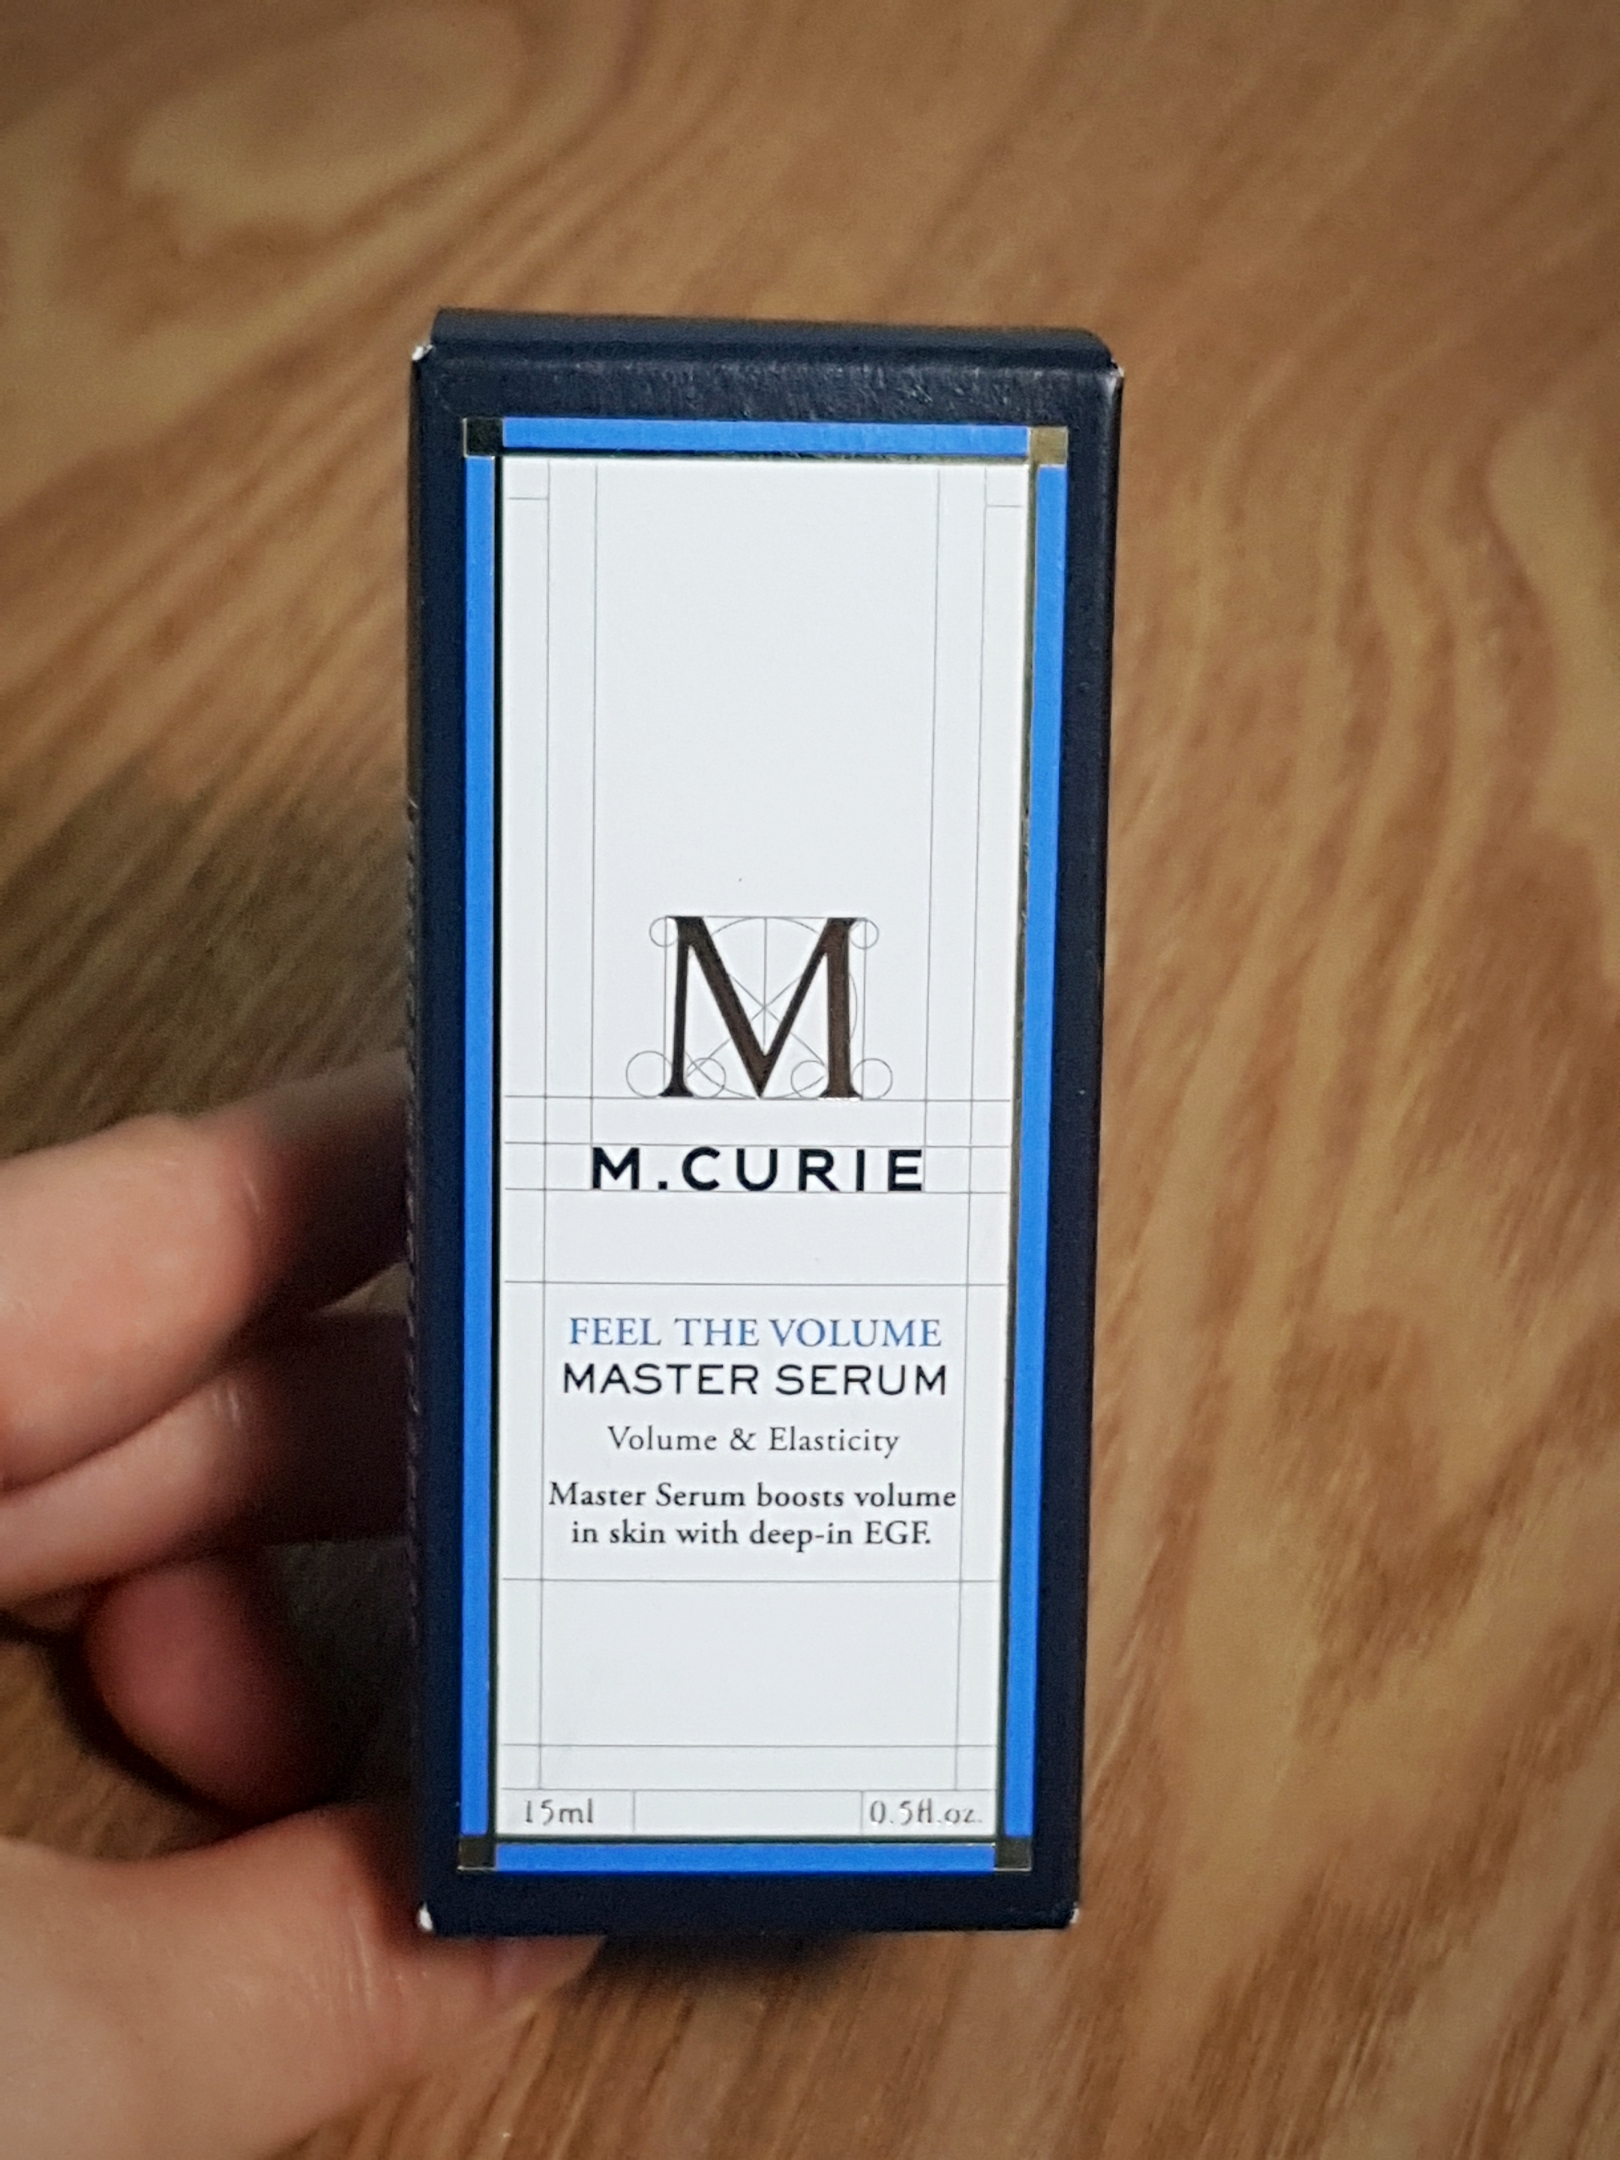 M
M.CURIE
FEEL THE VOLUME
MASTER SERUM
Volume & Elasticity
Master Serum boosts volume
in skin with deep-in EGF.
15ml 0.5fl.oz.